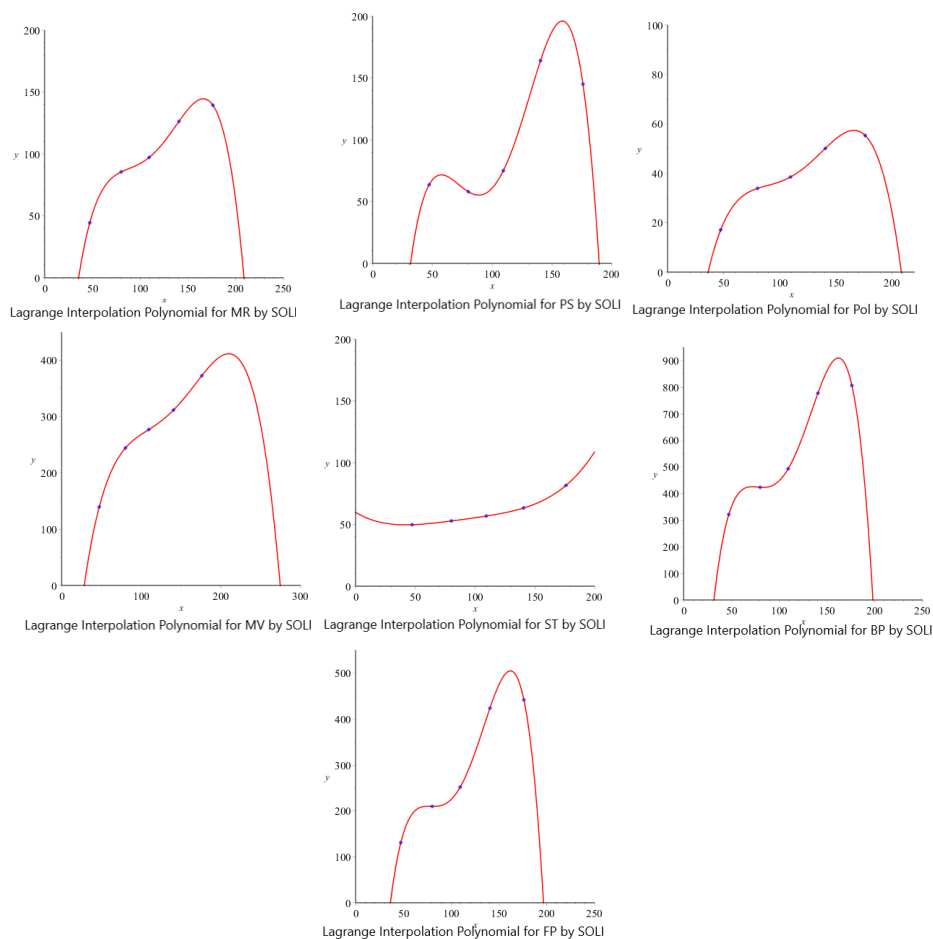 200
150
100
50
0
y
0 50 100 150 200 250
x
Lagrange Interpolation Polynomial for MR by SOLI
200
150
100
50
0
y
0 50 100 150 200
x
Lagrange Interpolation Polynomial for PS by SOLI
100
80
60
40
20
0
y
0 50 100 150 200
x
Lagrange Interpolation Polynomial for Pol by SOLI
400
300
200
100
0
y
0 100 200 300
x
Lagrange Interpolation Polynomial for MV by SOLI
200
150
100
50
0
y
0 50 100 150 200
x
Lagrange Interpolation Polynomial for ST by SOLI
900
800
700
600
500
400
300
200
100
0
y
0 50 100 150 200 250
x
Lagrange Interpolation Polynomial for BP by SOLI
500
400
300
200
100
0
y
0 50 100 150 200 250
x
Lagrange Interpolation Polynomial for FP by SOLI